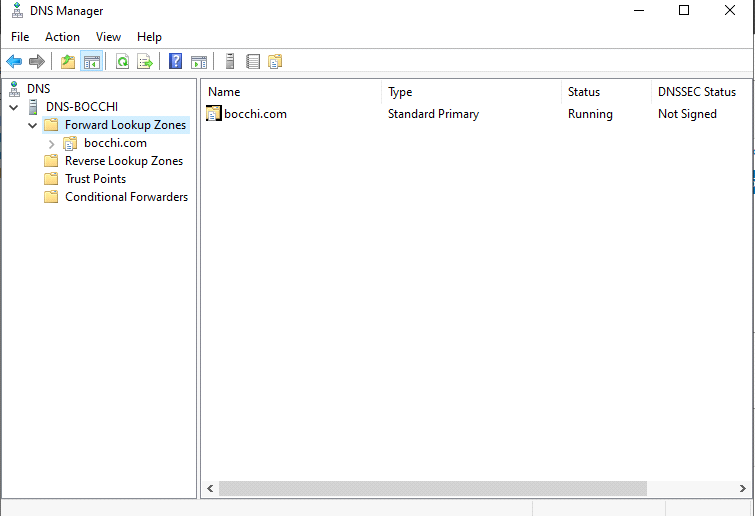 DNS Manager
File Action View Help
DNS
DNS-BOCCHI
Forward Lookup Zones
bocchi.com
Reverse Lookup Zones
Trust Points
Conditional Forwarders
Name Type Status DNSSEC Status
bocchi.com Standard Primary Running Not Signed